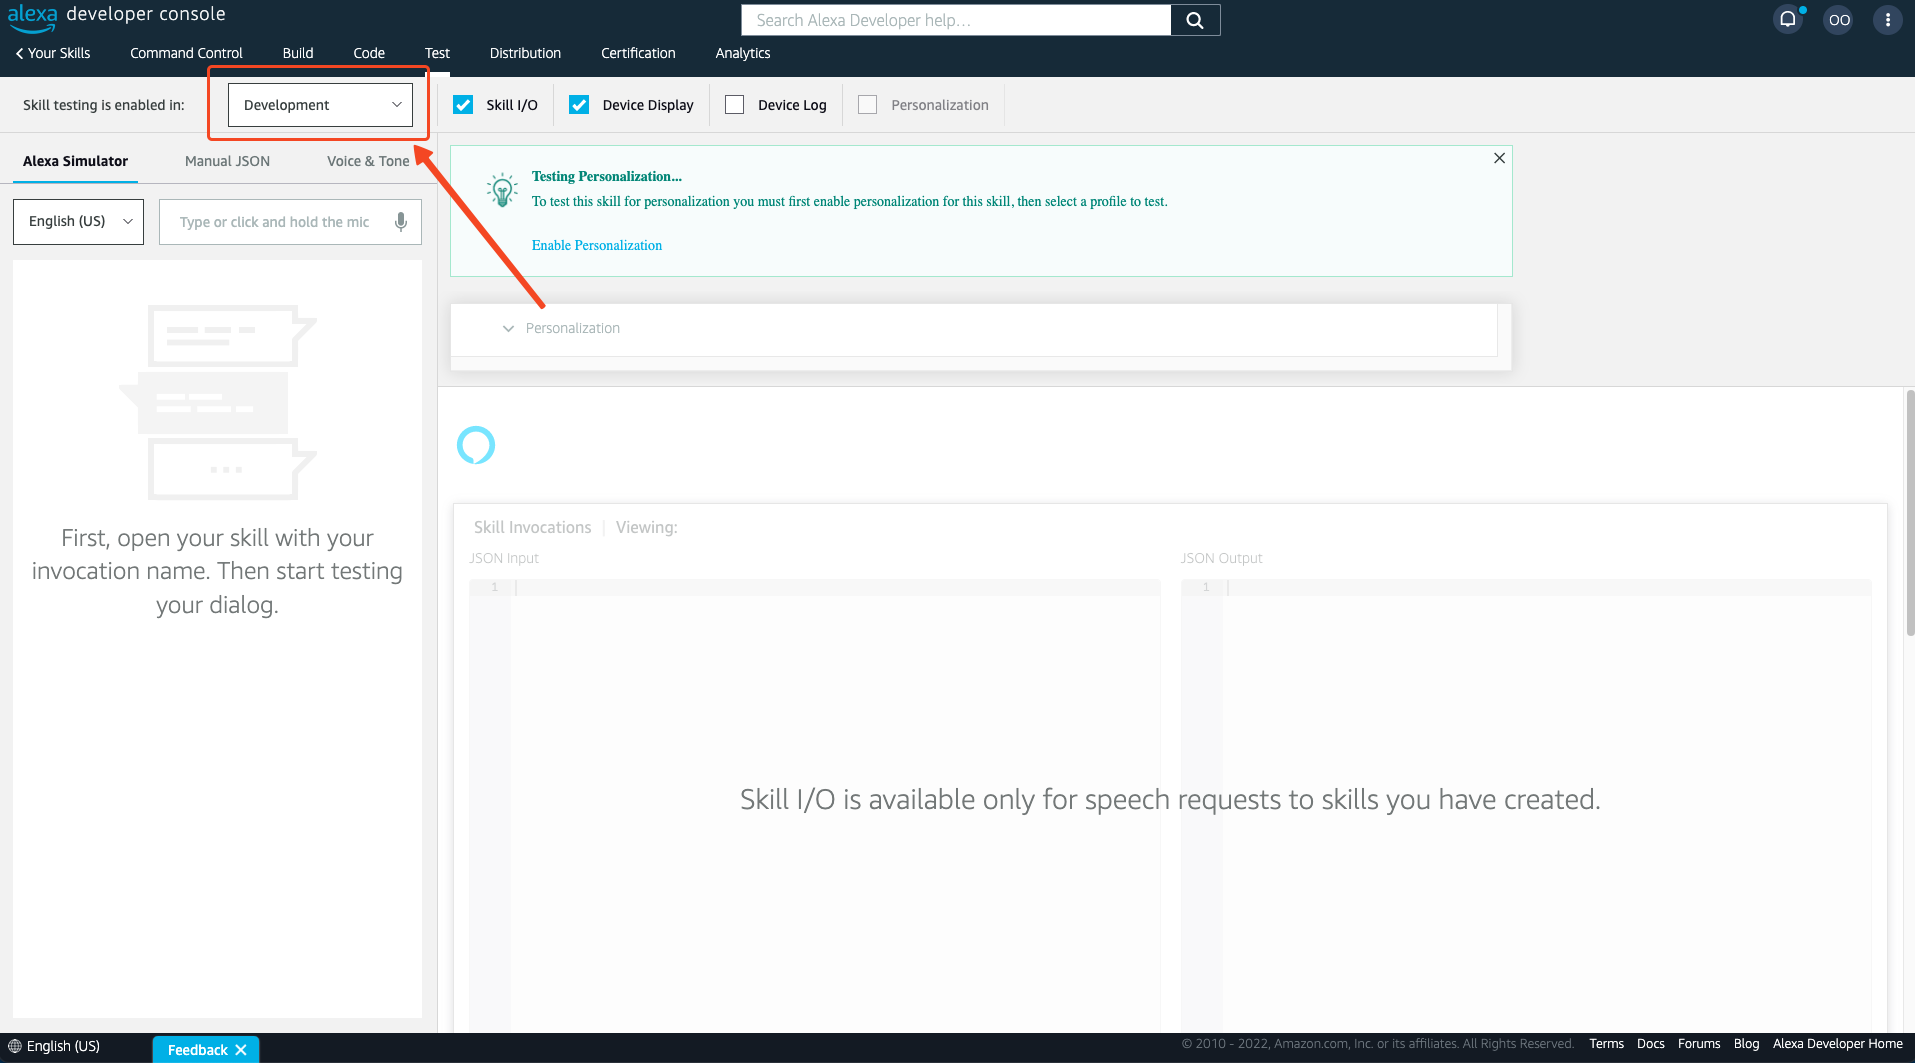 alexa developer console
Search Alexa Developer help...
OO
Your Skills
Command Control
Build
Code
Test
Distribution
Certification
Analytics
Skill testing is enabled in:
Development
Skill I/O
Device Display
Device Log
Personalization
Alexa Simulator
Manual JSON
Voice & Tone
English (US)
Type or click and hold the mic
First, open your skill with your
invocation name. Then start testing
your dialog.
Testing Personalization...
To test this skill for personalization you must first enable personalization for this skill, then select a profile to test.
Enable Personalization
Personalization
Skill Invocations
Viewing:
JSON Input
JSON Output
1
1
Skill I/O is available only for speech requests to skills you have created.
English (US)
Feedback
© 2010 - 2022, Amazon.com, Inc. or its affiliates. All Rights Reserved.
Terms
Docs
Forums
Blog
Alexa Developer Home